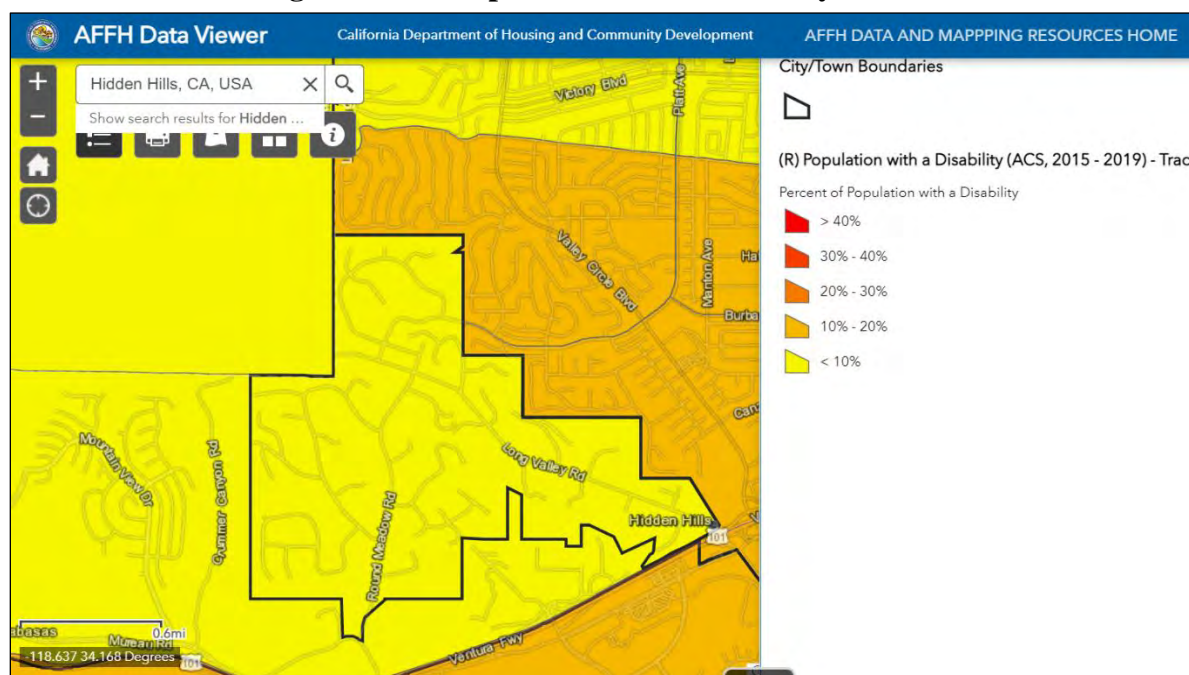 AFFH Data Viewer
California Department of Housing and Community Development
AFFH DATA AND MAPPPING RESOURCES HOME
Hidden Hills, CA, USA
Show search results for Hidden ...
City/Town Boundaries
(R) Population with a Disability (ACS, 2015 - 2019) - Trac
Percent of Population with a Disability
> 40%
30% - 40%
20% - 30%
10% - 20%
< 10%
Victory Blvd
Platt Ave
Valley Circle Blvd
Manton Ave
Burba
Long Valley Rd
Mountain View Dr
Crummer Canyon Rd
Round Meadow Rd
Hidden Hills
101
Ventura Fwy
abasas
Mureau Rd
101
0.6mi
-118.637 34.168 Degrees